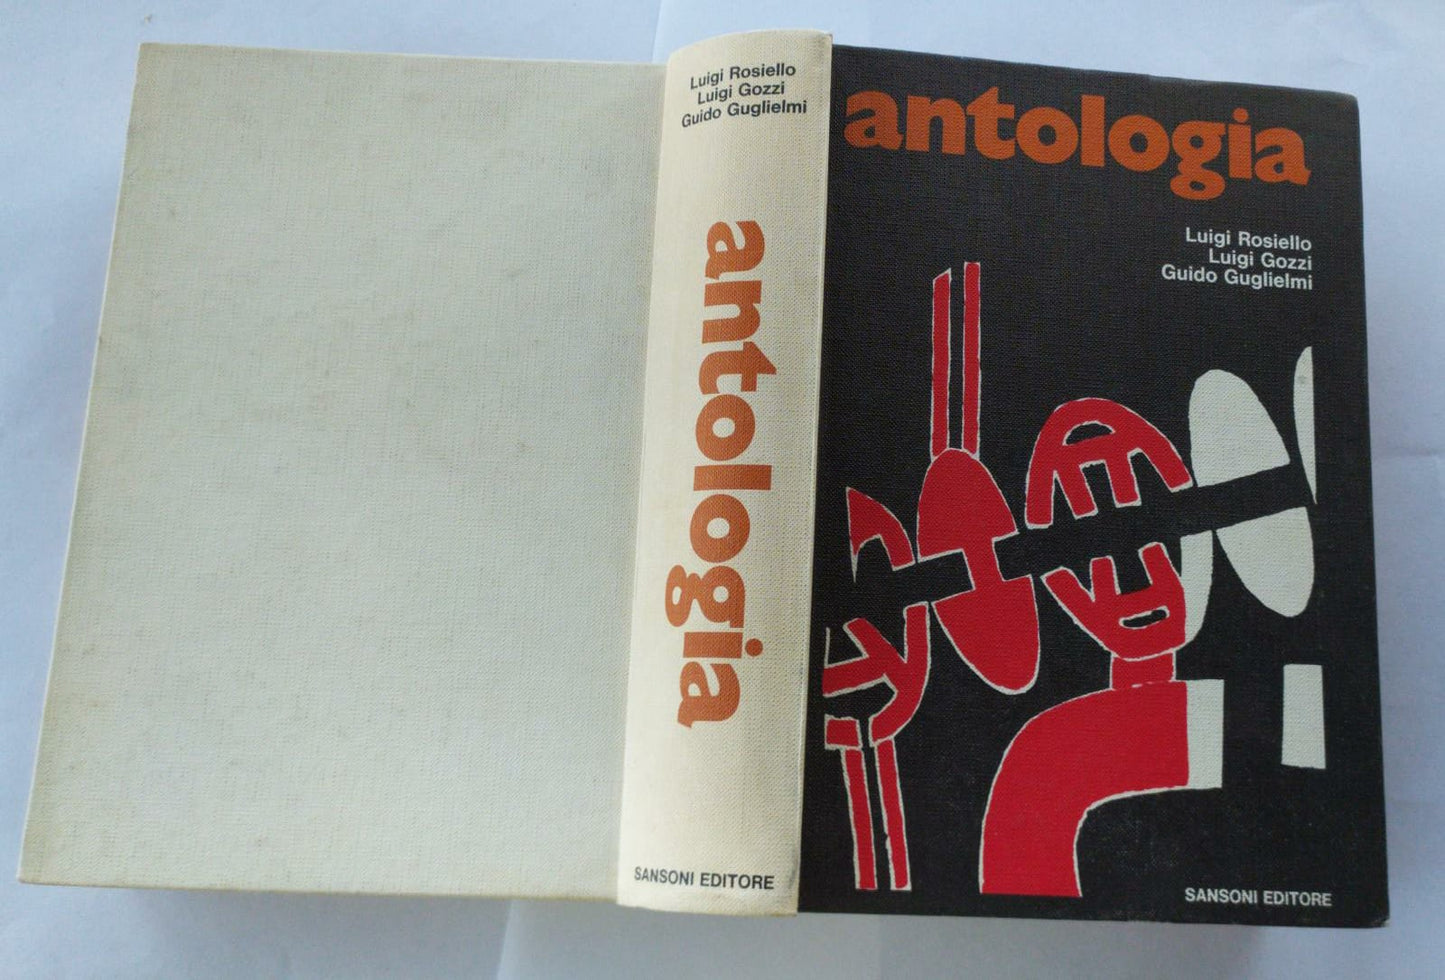 Luigi Rosiello
Luigi Gozzi
Guido Guglielmi
antologia
SANSONI EDITORE
antologia
Luigi Rosiello
Luigi Gozzi
Guido Guglielmi
SANSONI EDITORE